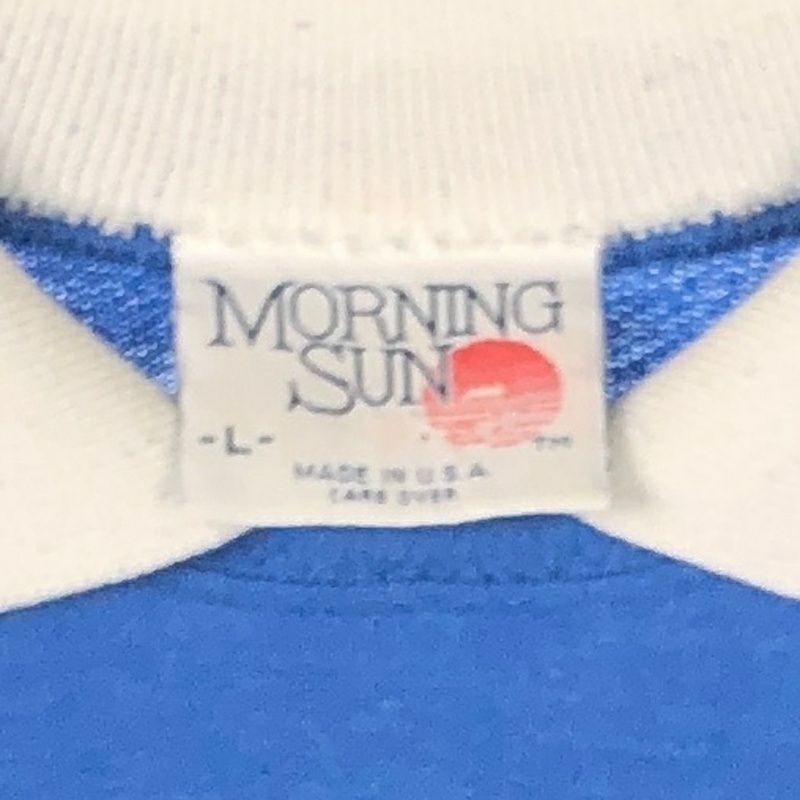 MORNING
SUN
-L-
TM
MADE IN U.S.A.
CARE OVER